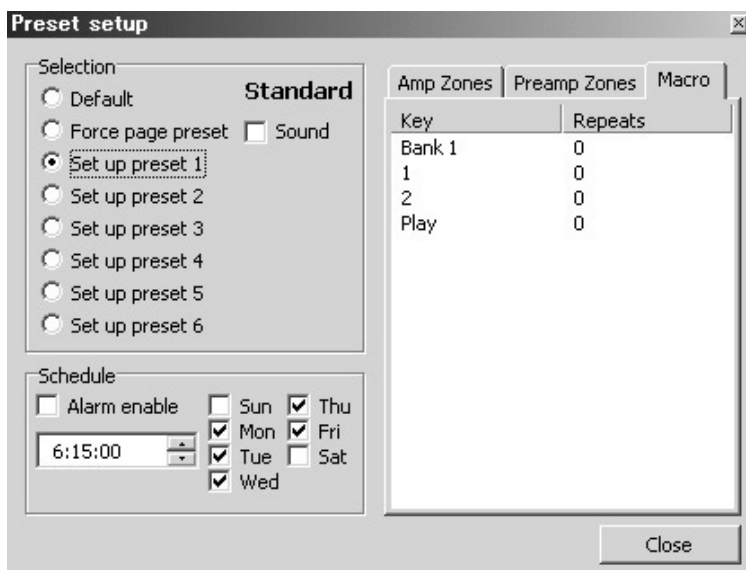 Preset setup
Selection
Standard
Default
Force page preset
Sound
Set up preset 1
Set up preset 2
Set up preset 3
Set up preset 4
Set up preset 5
Set up preset 6
Schedule
Alarm enable
6:15:00
Sun
Mon
Tue
Wed
Thu
Fri
Sat
Amp Zones Preamp Zones Macro
Key Repeats
Bank 1 0
1 0
2 0
Play 0
Close